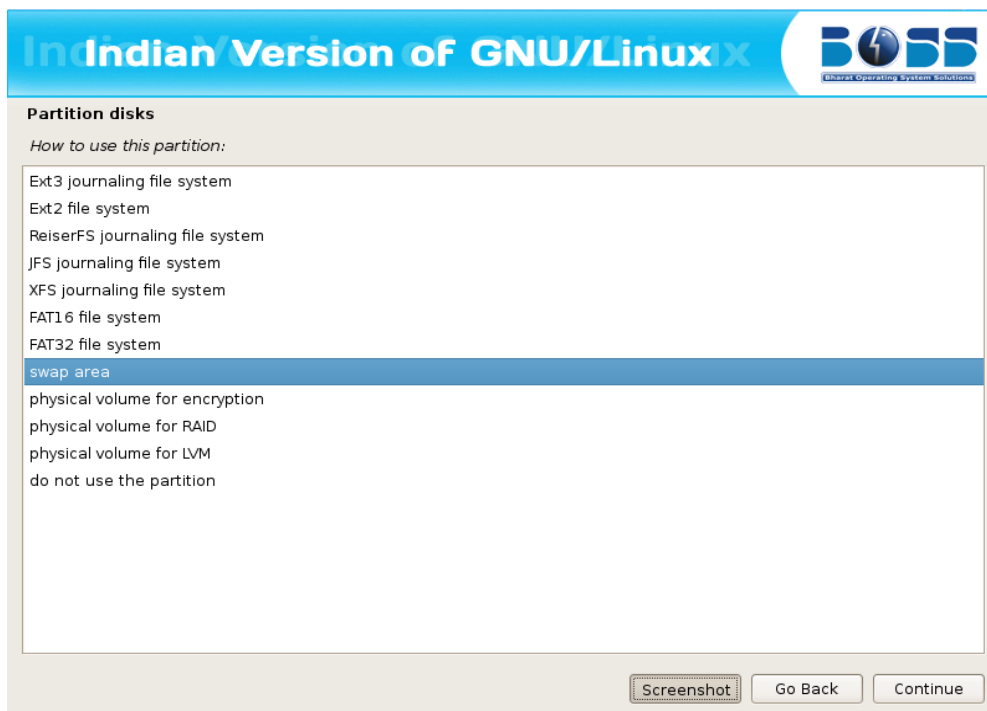 Indian Version of GNU/Linux
BOSS
Bharat Operating System Solutions
Partition disks
How to use this partition:
Ext3 journaling file system
Ext2 file system
ReiserFS journaling file system
JFS journaling file system
XFS journaling file system
FAT16 file system
FAT32 file system
swap area
physical volume for encryption
physical volume for RAID
physical volume for LVM
do not use the partition
Screenshot
Go Back
Continue